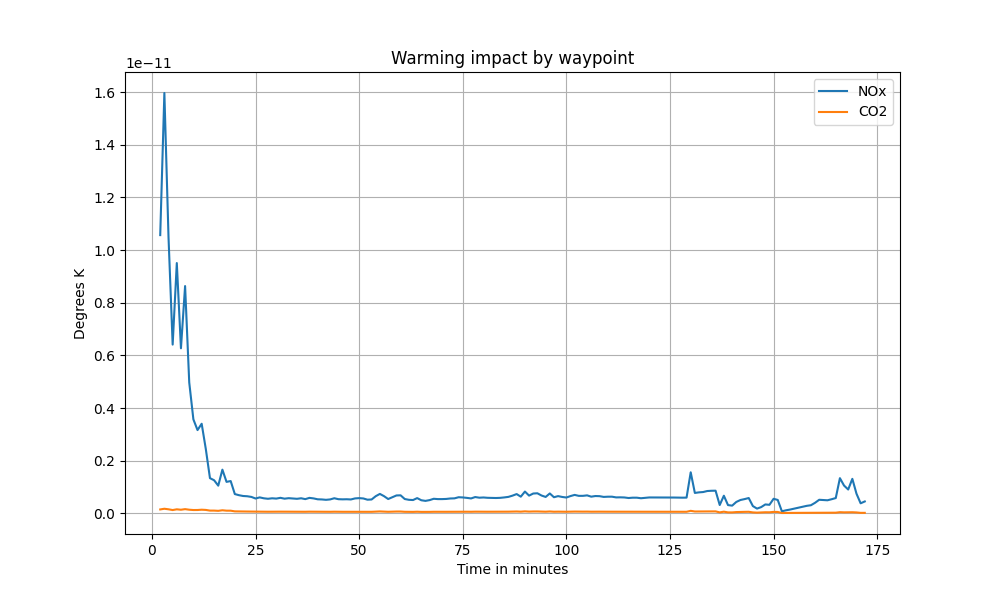 Warming impact by waypoint
1e−11
NOx
CO2
1.6
1.4
1.2
1.0
0.8
0.6
0.4
0.2
0.0
Degrees K
0 25 50 75 100 125 150 175
Time in minutes